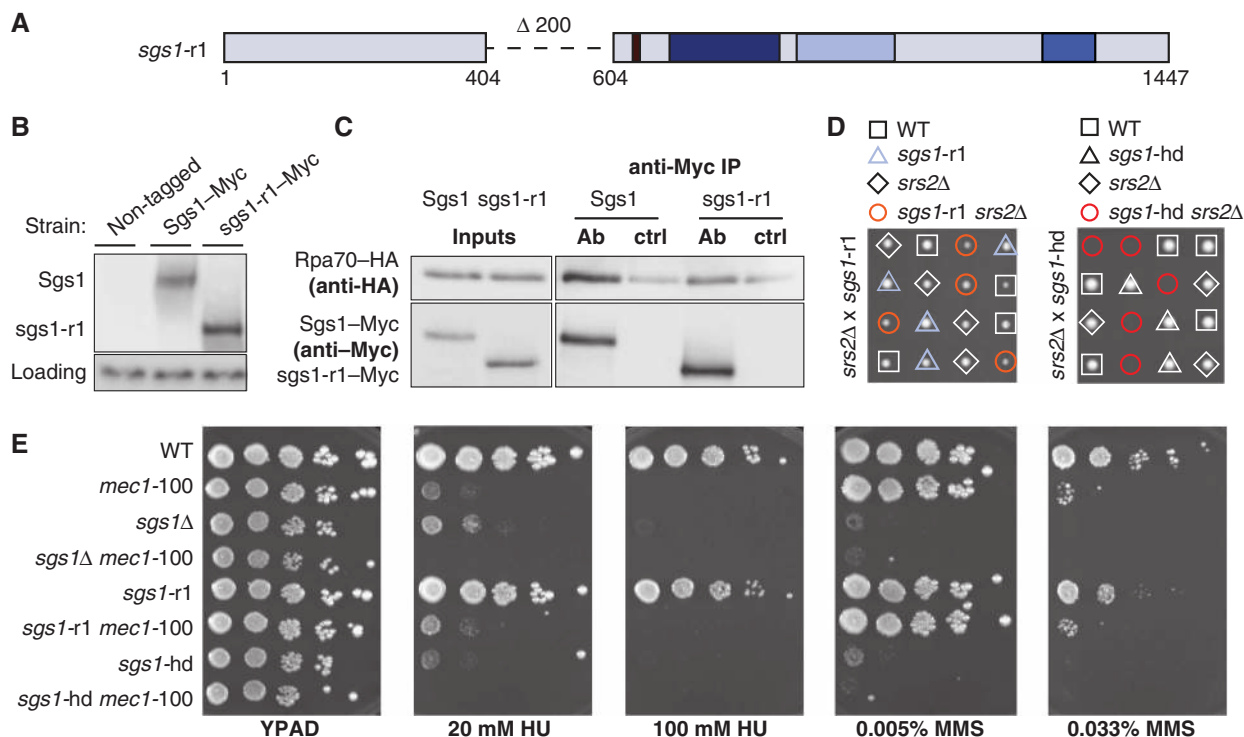 A
sgs1-r1
Δ 200
1
404
604
1447
B
Strain:
Non-tagged
Sgs1–Myc
sgs1-r1–Myc
Sgs1
sgs1-r1
Loading
C
anti-Myc IP
Sgs1 sgs1-r1
Sgs1
sgs1-r1
Inputs
Ab
ctrl
Ab
ctrl
Rpa70–HA
(anti-HA)
Sgs1–Myc
(anti–Myc)
sgs1-r1–Myc
D
WT
sgs1-r1
srs2Δ
sgs1-r1 srs2Δ
srs2Δ x sgs1-r1
WT
sgs1-hd
srs2Δ
sgs1-hd srs2Δ
srs2Δ x sgs1-hd
E
WT
mec1-100
sgs1Δ
sgs1Δ mec1-100
sgs1-r1
sgs1-r1 mec1-100
sgs1-hd
sgs1-hd mec1-100
YPAD
20 mM HU
100 mM HU
0.005% MMS
0.033% MMS